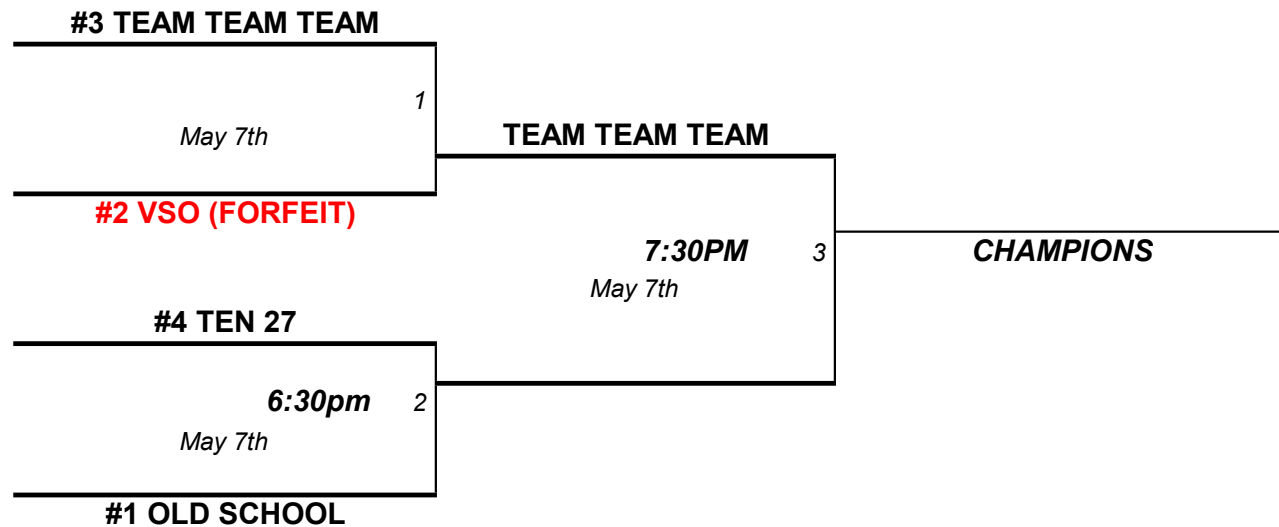 #3 TEAM TEAM TEAM
1
May 7th
TEAM TEAM TEAM
#2 VSO (FORFEIT)
7:30PM 3
CHAMPIONS
May 7th
#4 TEN 27
6:30pm 2
May 7th
#1 OLD SCHOOL